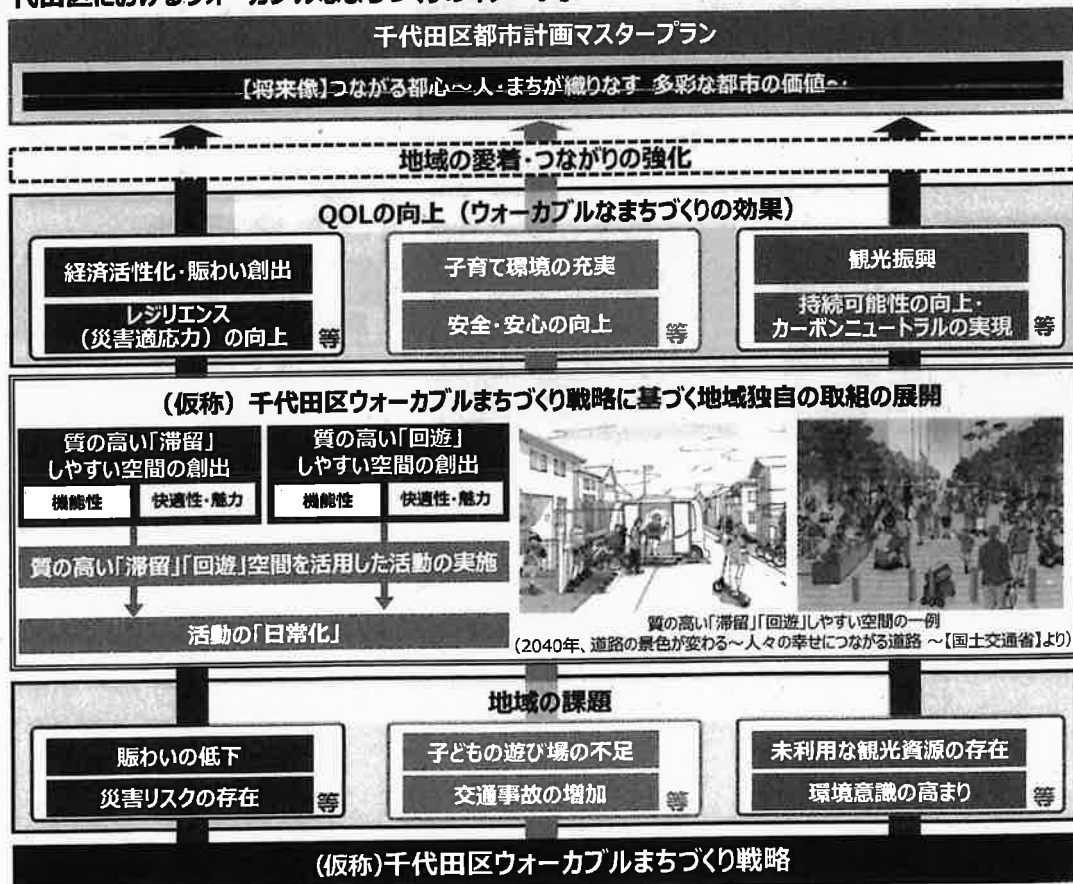 千代田区都市計画マスタープラン
【将来像】つながる都心～人・まちが織りなす 多彩な都市の価値～
地域の愛着・つながりの強化
QOLの向上（ウォーカブルなまちづくりの効果）
経済活性化・賑わい創出
レジリエンス
（災害適応力）の向上
等
子育て環境の充実
安全・安心の向上
等
観光振興
持続可能性の向上・
カーボンニュートラルの実現
等
（仮称）千代田区ウォーカブルまちづくり戦略に基づく地域独自の取組の展開
質の高い「滞留」
しやすい空間の創出
機能性
快適性・魅力
質の高い「回遊」
しやすい空間の創出
機能性
快適性・魅力
質の高い「滞留」「回遊」空間を活用した活動の実施
活動の「日常化」
質の高い「滞留」「回遊」しやすい空間の一例
（2040年、道路の景色が変わる～人々の幸せにつながる道路 ～【国土交通省】より）
地域の課題
賑わいの低下
災害リスクの存在
等
子どもの遊び場の不足
交通事故の増加
等
未利用な観光資源の存在
環境意識の高まり
等
(仮称)千代田区ウォーカブルまちづくり戦略